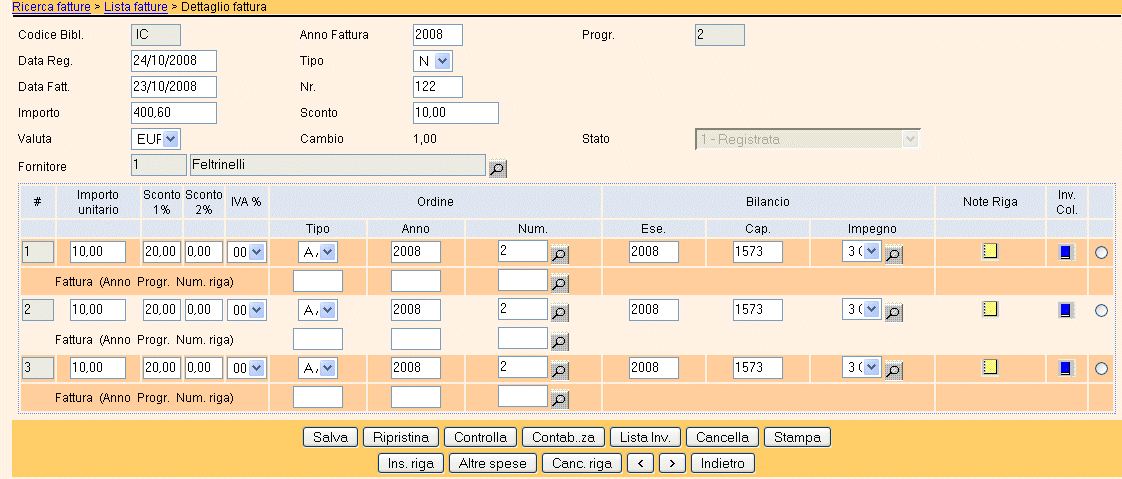 Ricerca fatture > Lista fatture > Dettaglio fattura
Codice Bibl. IC Anno Fattura 2008 Progr. 2
Data Reg. 24/10/2008 Tipo N
Data Fatt. 23/10/2008 Nr. 122
Importo 400,60 Sconto 10,00
Valuta EUR Cambio 1,00 Stato 1 - Registrata
Fornitore 1 Feltrinelli
# Importo unitario Sconto 1% Sconto 2% IVA % Ordine Bilancio Note Riga Inv. Col.
Tipo Anno Num. Ese. Cap. Impegno
1 10,00 20,00 0,00 00 A 2008 2 2008 1573 3
Fattura (Anno Progr. Num. riga)
2 10,00 20,00 0,00 00 A 2008 2 2008 1573 3
Fattura (Anno Progr. Num. riga)
3 10,00 20,00 0,00 00 A 2008 2 2008 1573 3
Fattura (Anno Progr. Num. riga)
Salva Ripristina Controlla Contab..za Lista Inv. Cancella Stampa
Ins. riga Altre spese Canc. riga < > Indietro